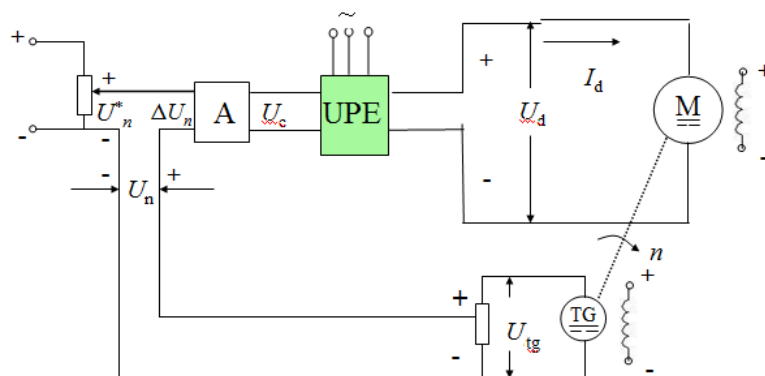 ~
+ + + +
U*n ΔUn A Uc UPE Ud Id M
- - - -
- Un +
n
+ +
Utg TG
- -